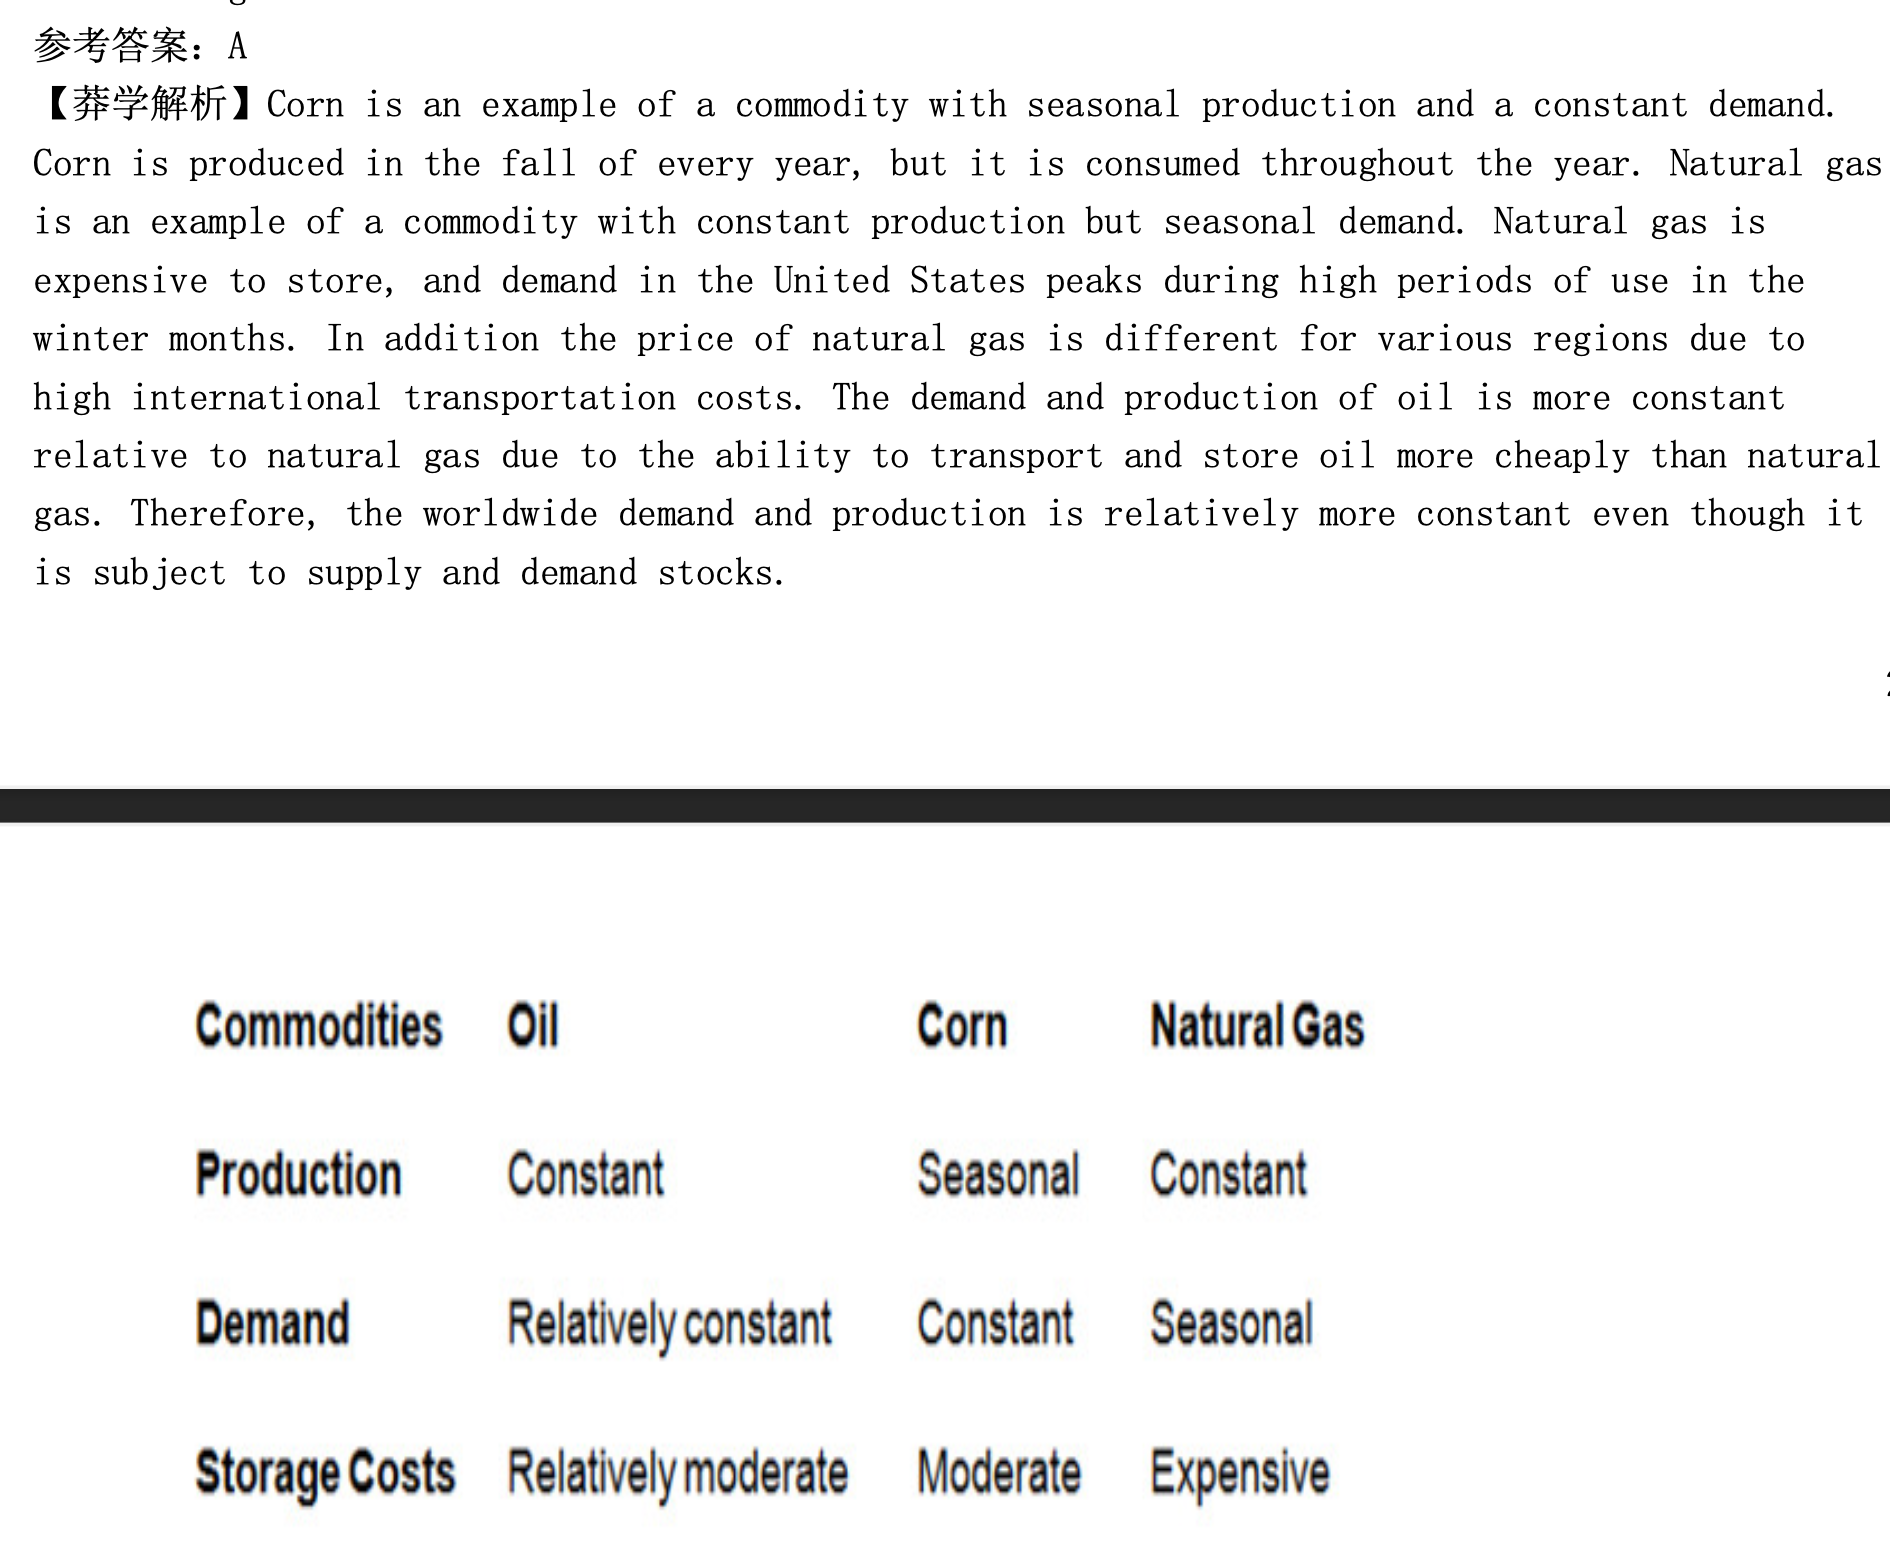 参考答案：A
【莽学解析】Corn is an example of a commodity with seasonal production and a constant demand.
Corn is produced in the fall of every year, but it is consumed throughout the year. Natural gas
is an example of a commodity with constant production but seasonal demand. Natural gas is
expensive to store, and demand in the United States peaks during high periods of use in the
winter months. In addition the price of natural gas is different for various regions due to
high international transportation costs. The demand and production of oil is more constant
relative to natural gas due to the ability to transport and store oil more cheaply than natural
gas. Therefore, the worldwide demand and production is relatively more constant even though it
is subject to supply and demand stocks.
Commodities Oil Corn Natural Gas
Production Constant Seasonal Constant
Demand Relatively constant Constant Seasonal
Storage Costs Relatively moderate Moderate Expensive